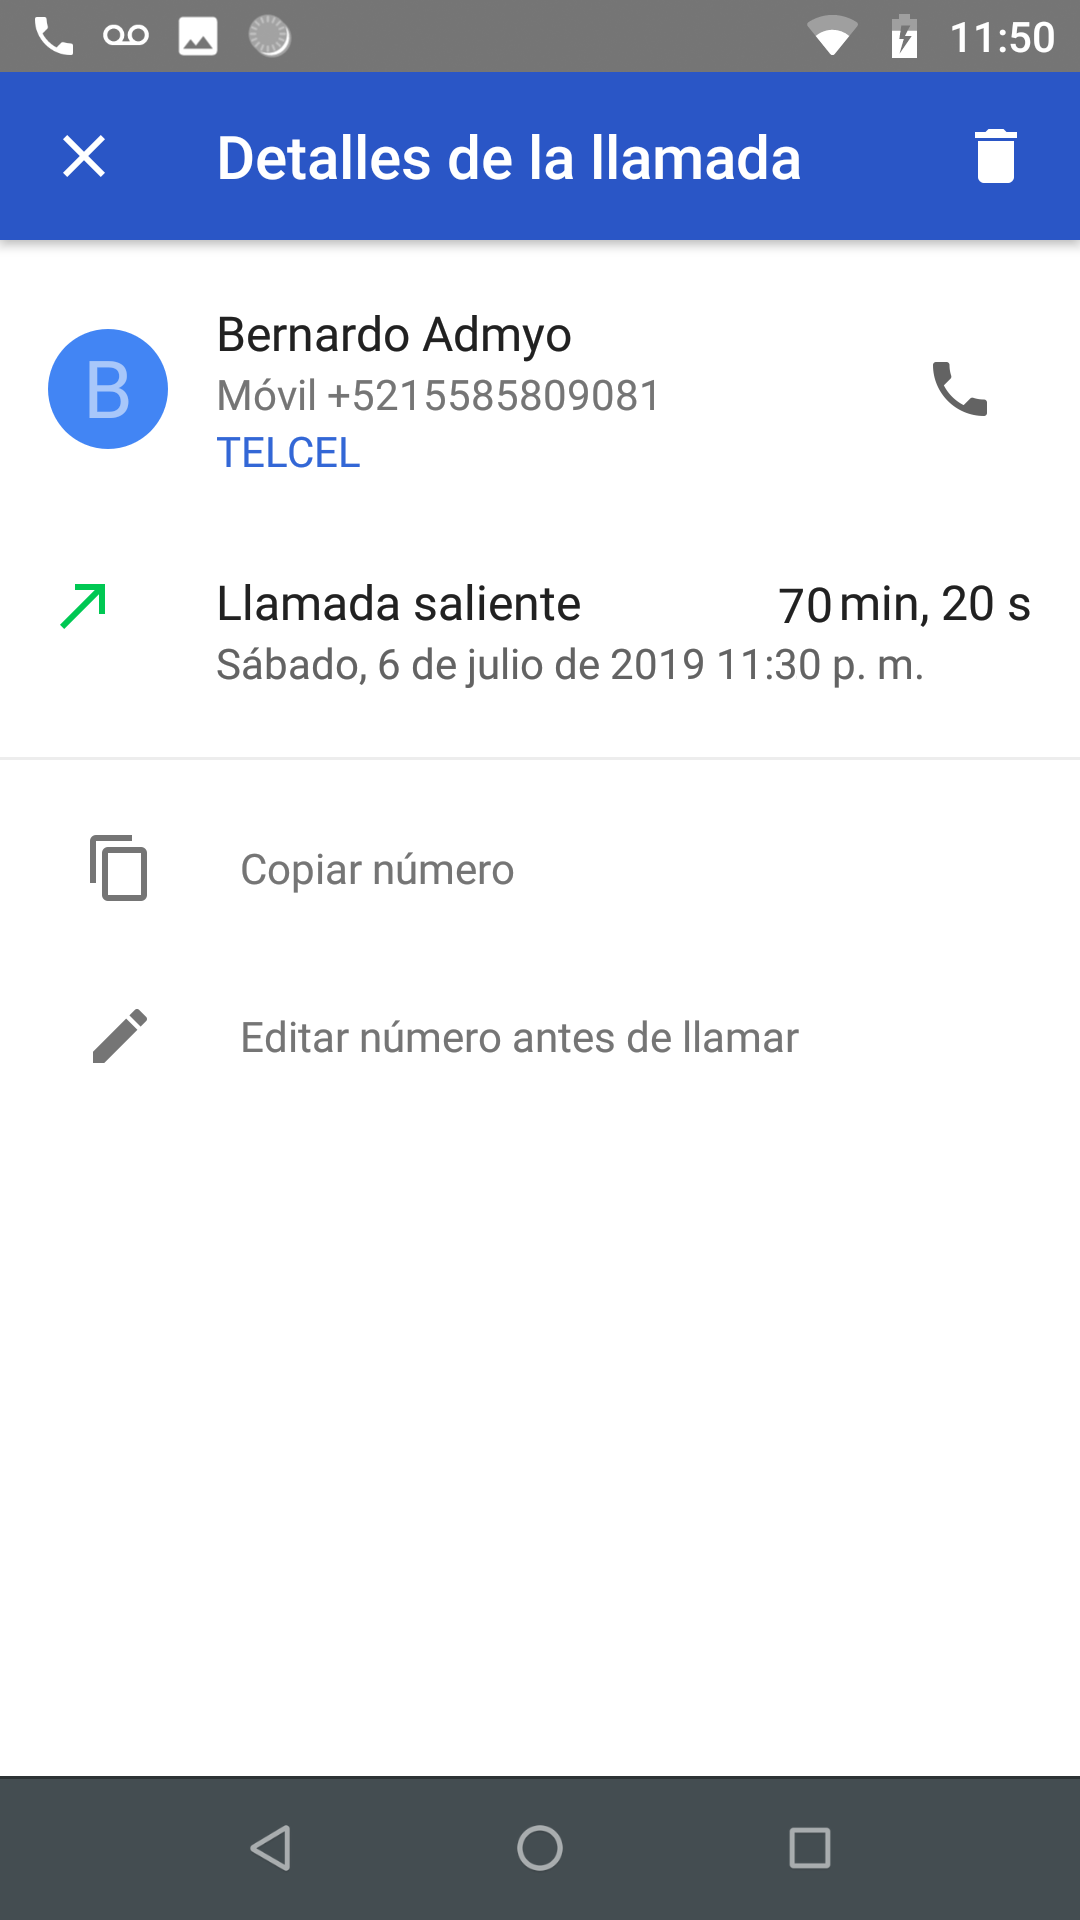 11:50
Detalles de la llamada
B
Bernardo Admyo
Móvil +5215585809081
TELCEL
Llamada saliente 70 min, 20 s
Sábado, 6 de julio de 2019 11:30 p. m.
Copiar número
Editar número antes de llamar